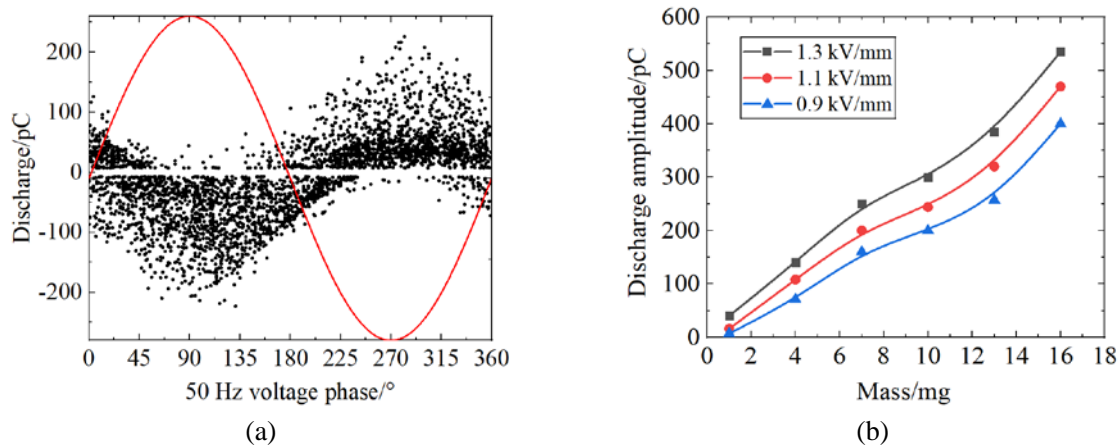 200
100
0
-100
-200
Discharge/pC
0 45 90 135 180 225 270 315 360
50 Hz voltage phase/°
(a)
600
500
400
300
200
100
0
Discharge amplitude/pC
1.3 kV/mm
1.1 kV/mm
0.9 kV/mm
0 2 4 6 8 10 12 14 16 18
Mass/mg
(b)